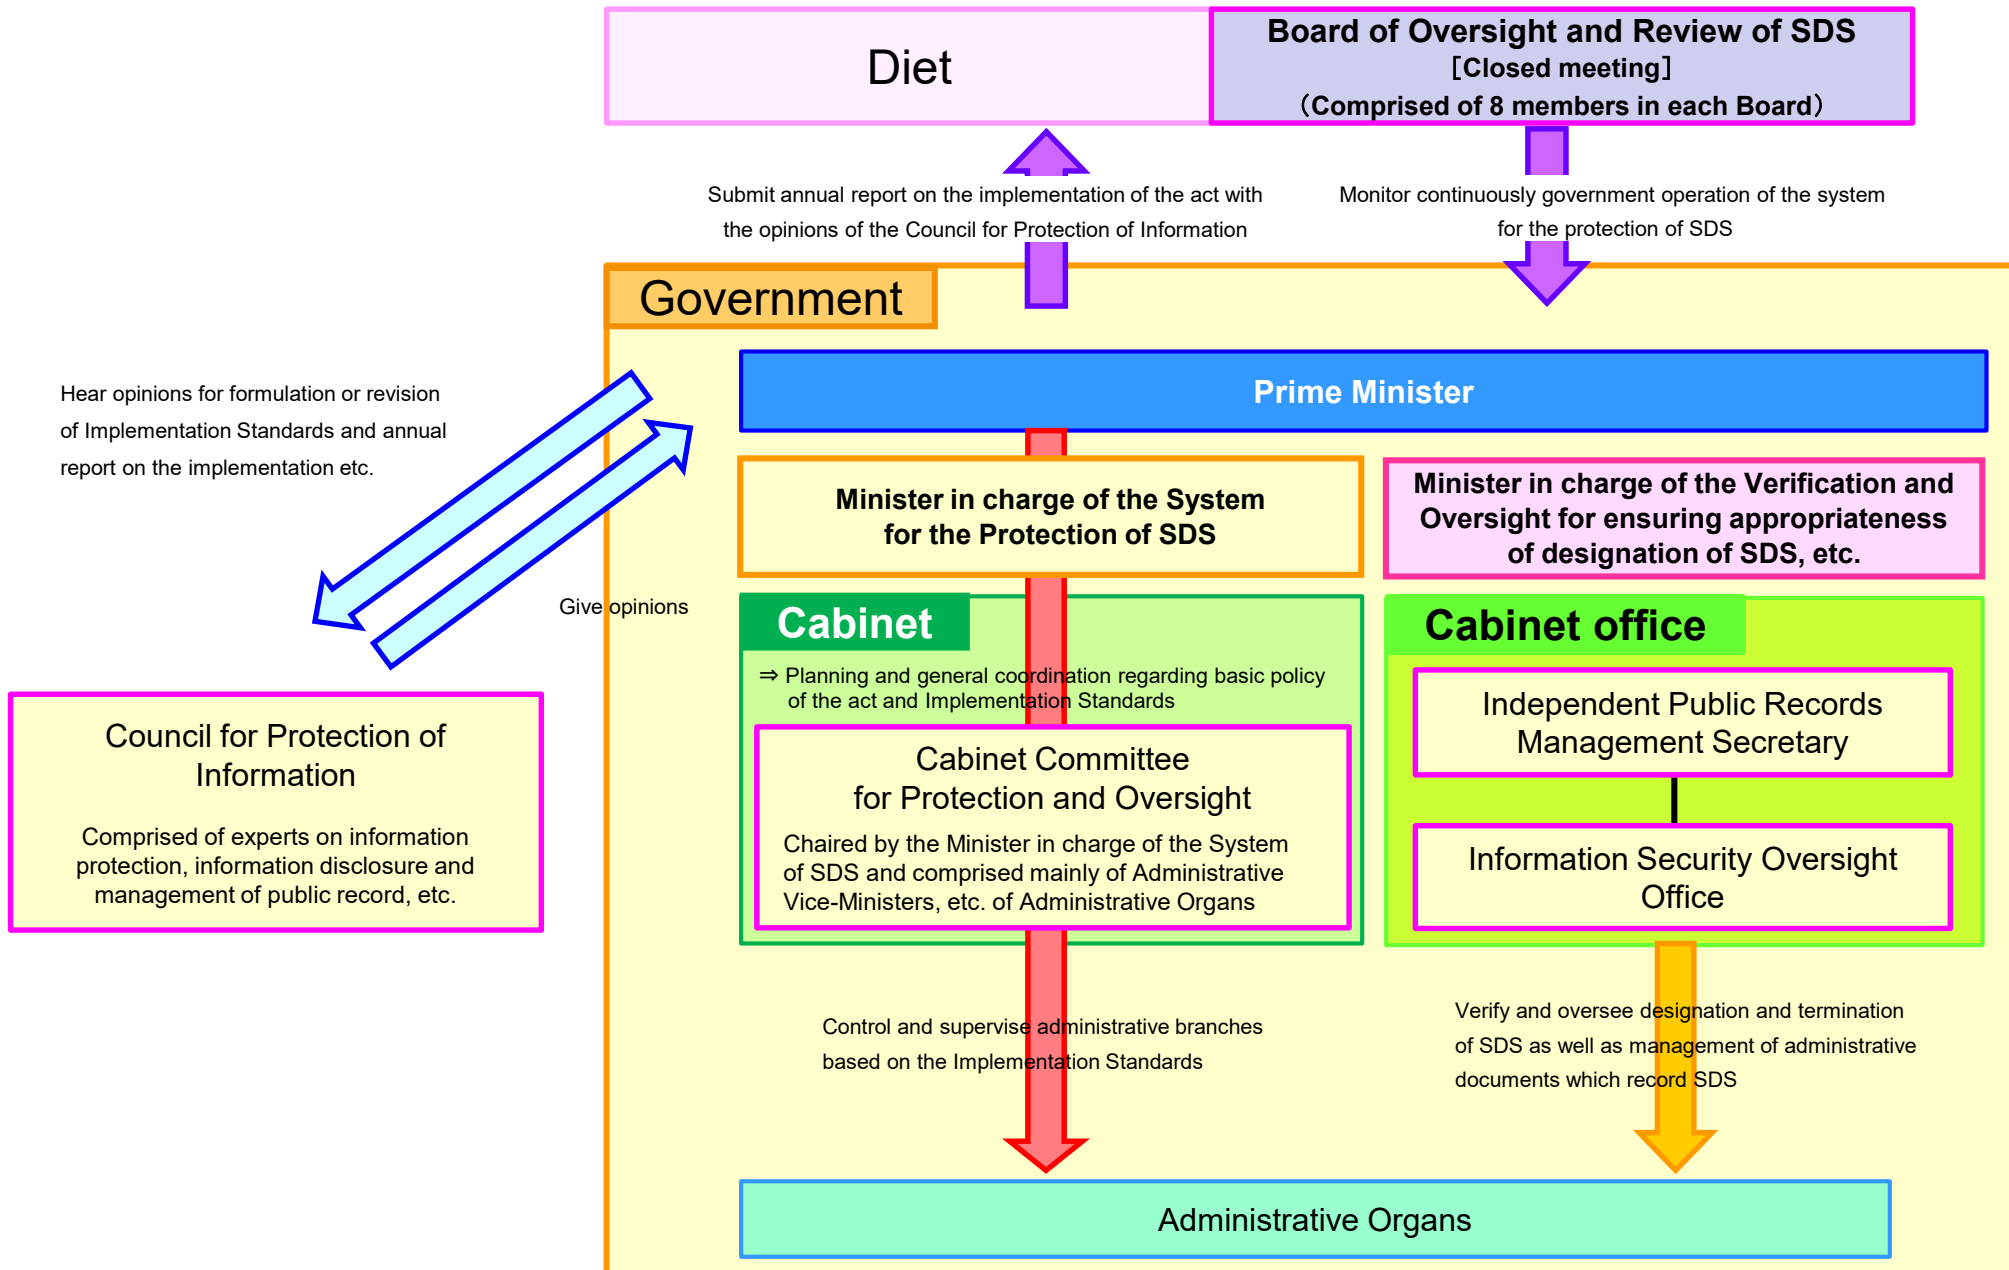 Diet
Board of Oversight and Review of SDS
［Closed meeting］
（Comprised of 8 members in each Board）
Submit annual report on the implementation of the act with
the opinions of the Council for Protection of Information
Monitor continuously government operation of the system
for the protection of SDS
Government
Prime Minister
Hear opinions for formulation or revision
of Implementation Standards and annual
report on the implementation etc.
Give opinions
Minister in charge of the System
for the Protection of SDS
Minister in charge of the Verification and
Oversight for ensuring appropriateness
of designation of SDS, etc.
Cabinet
⇒ Planning and general coordination regarding basic policy
of the act and Implementation Standards
Cabinet Committee
for Protection and Oversight
Chaired by the Minister in charge of the System
of SDS and comprised mainly of Administrative
Vice-Ministers, etc. of Administrative Organs
Cabinet office
Independent Public Records
Management Secretary
Information Security Oversight
Office
Council for Protection of
Information
Comprised of experts on information
protection, information disclosure and
management of public record, etc.
Control and supervise administrative branches
based on the Implementation Standards
Verify and oversee designation and termination
of SDS as well as management of administrative
documents which record SDS
Administrative Organs